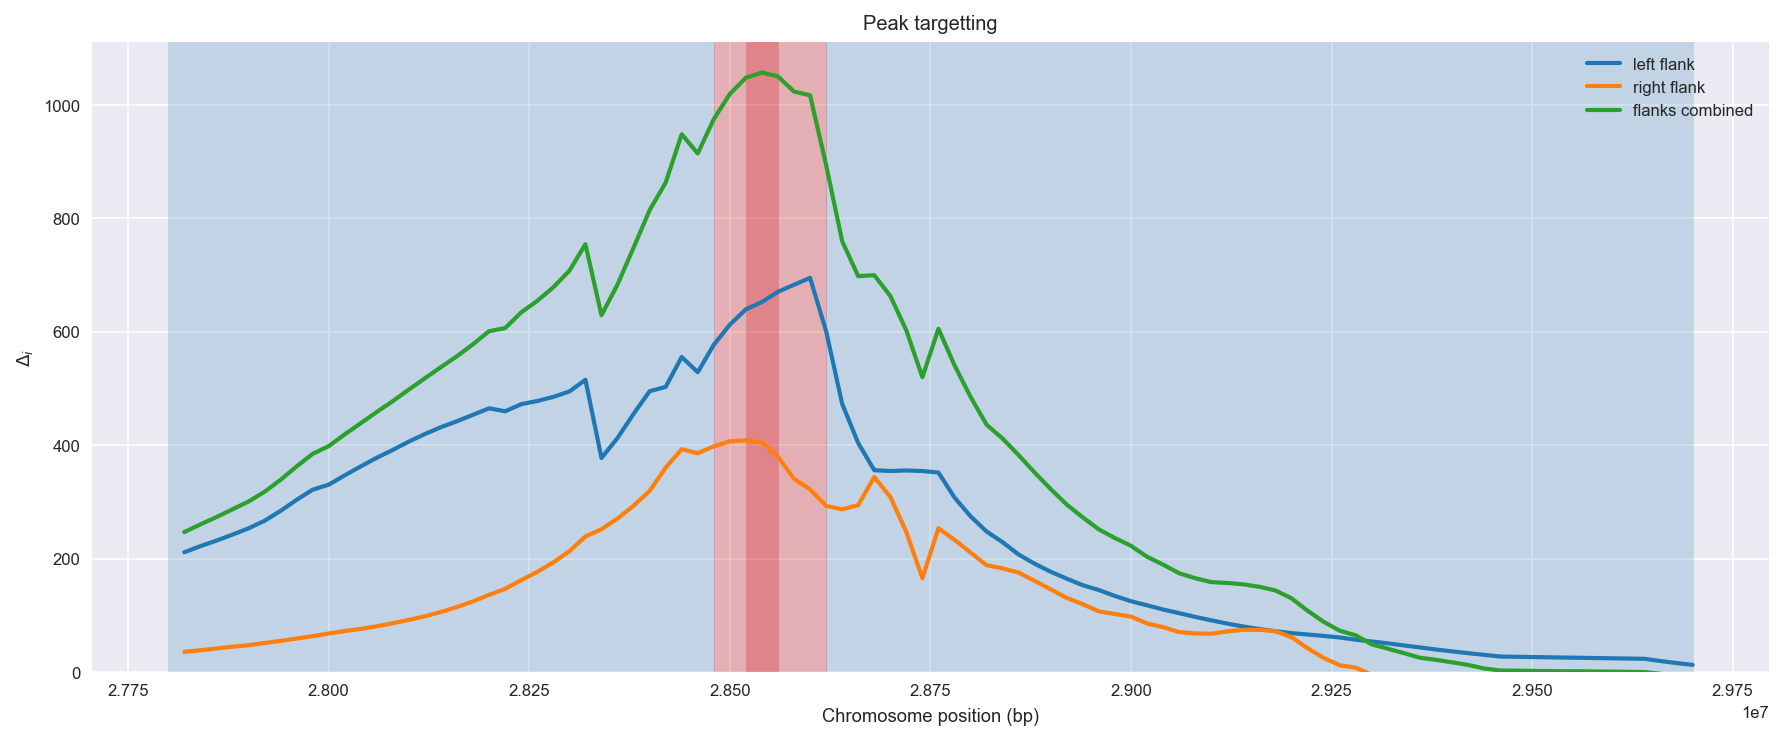 Peak targetting
left flank
right flank
flanks combined
1000
800
600
400
200
0
Δi
2.775 2.800 2.825 2.850 2.875 2.900 2.925 2.950 2.975
1e7
Chromosome position (bp)